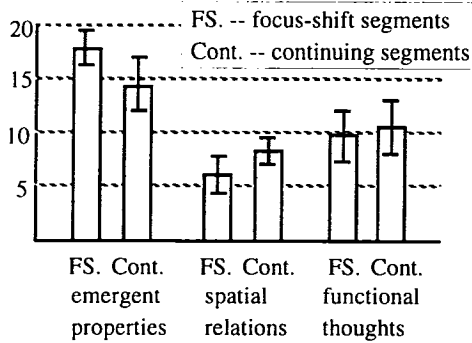 FS. -- focus-shift segments
Cont. -- continuing segments
20
15
10
5
FS. Cont. FS. Cont. FS. Cont.
emergent spatial functional
properties relations thoughts